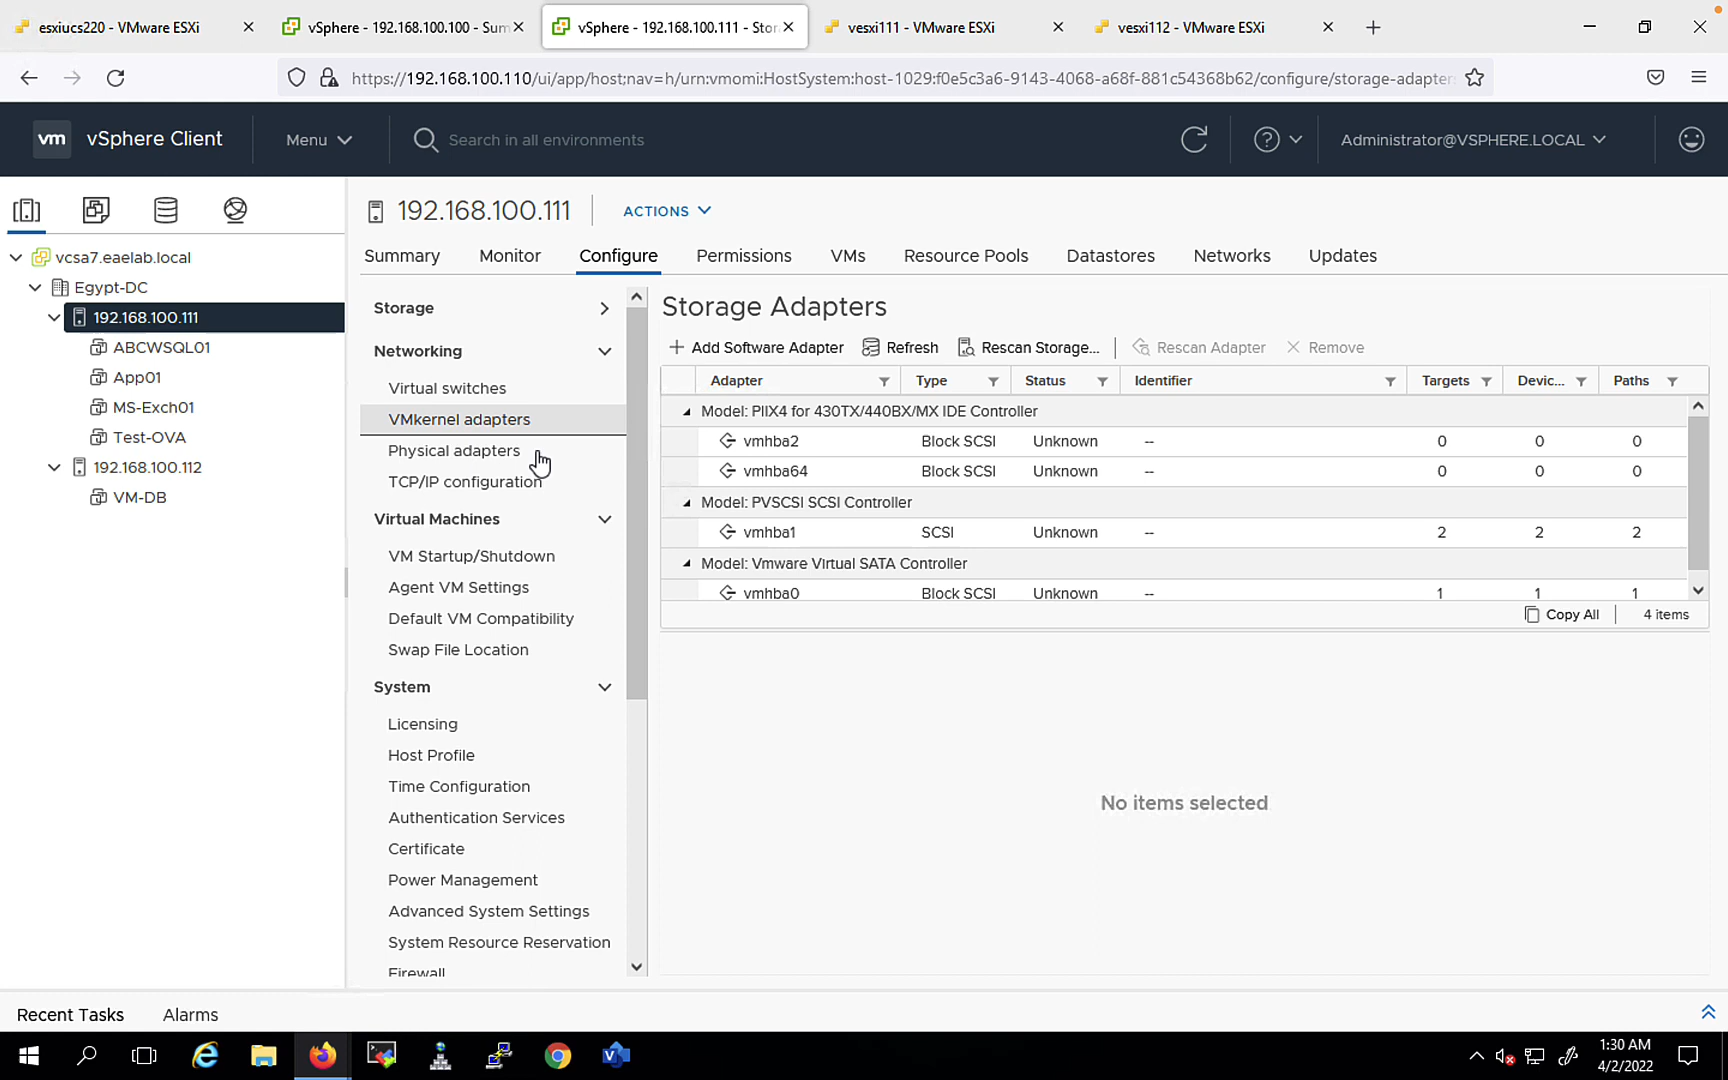 esxiucs220 - VMware ESXi
vSphere - 192.168.100.100 - Sum
vSphere - 192.168.100.111 - Stor
vesxi111 - VMware ESXi
vesxi112 - VMware ESXi
https://192.168.100.110/ui/app/host;nav=h/urn:vmomi:HostSystem:host-1029:f0e5c3a6-9143-4068-a68f-881c54368b62/configure/storage-adapter
vm vSphere Client
Menu
Search in all environments
Administrator@VSPHERE.LOCAL
vcsa7.eaelab.local
Egypt-DC
192.168.100.111
ABCWSQL01
App01
MS-Exch01
Test-OVA
192.168.100.112
VM-DB
192.168.100.111
ACTIONS
Summary Monitor Configure Permissions VMs Resource Pools Datastores Networks Updates
Storage
Networking
Virtual switches
VMkernel adapters
Physical adapters
TCP/IP configuration
Virtual Machines
VM Startup/Shutdown
Agent VM Settings
Default VM Compatibility
Swap File Location
System
Licensing
Host Profile
Time Configuration
Authentication Services
Certificate
Power Management
Advanced System Settings
System Resource Reservation
Firewall
Storage Adapters
Add Software Adapter Refresh Rescan Storage... Rescan Adapter Remove
Adapter Type Status Identifier Targets Devic... Paths
Model: PIIX4 for 430TX/440BX/MX IDE Controller
vmhba2 Block SCSI Unknown -- 0 0 0
vmhba64 Block SCSI Unknown -- 0 0 0
Model: PVSCSI SCSI Controller
vmhba1 SCSI Unknown -- 2 2 2
Model: Vmware Virtual SATA Controller
vmhba0 Block SCSI Unknown -- 1 1 1
Copy All 4 items
No items selected
Recent Tasks Alarms
1:30 AM
4/2/2022